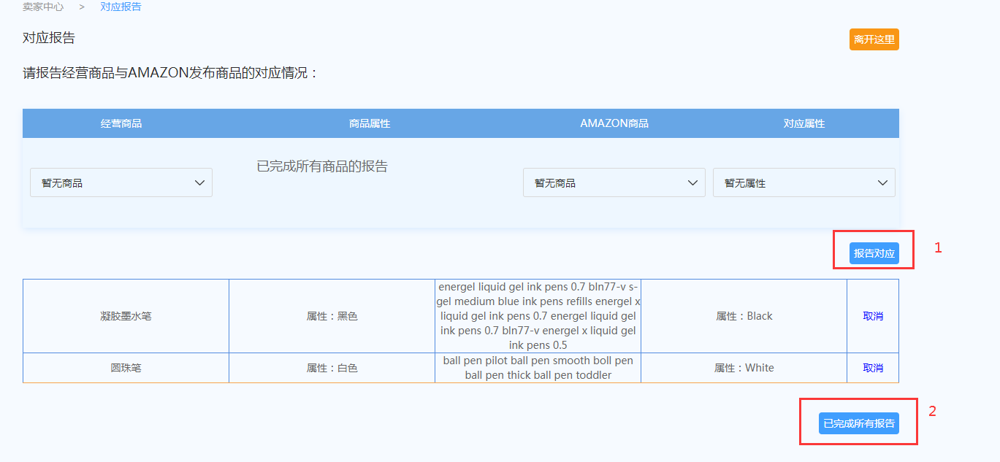 卖家中心 > 对应报告
对应报告
离开这里
请报告经营商品与AMAZON发布商品的对应情况：
经营商品 商品属性 AMAZON商品 对应属性
已完成所有商品的报告
暂无商品 暂无商品 暂无属性
报告对应 1
凝胶墨水笔 属性：黑色
energel liquid gel ink pens 0.7 bln77-v s-
gel medium blue ink pens refills energel x
liquid gel ink pens 0.7 energel liquid gel
ink pens 0.7 bln77-v energel x liquid gel
ink pens 0.5
属性：Black 取消
圆珠笔 属性：白色
ball pen pilot ball pen smooth boll pen
ball pen thick ball pen toddler
属性：White 取消
已完成所有报告 2